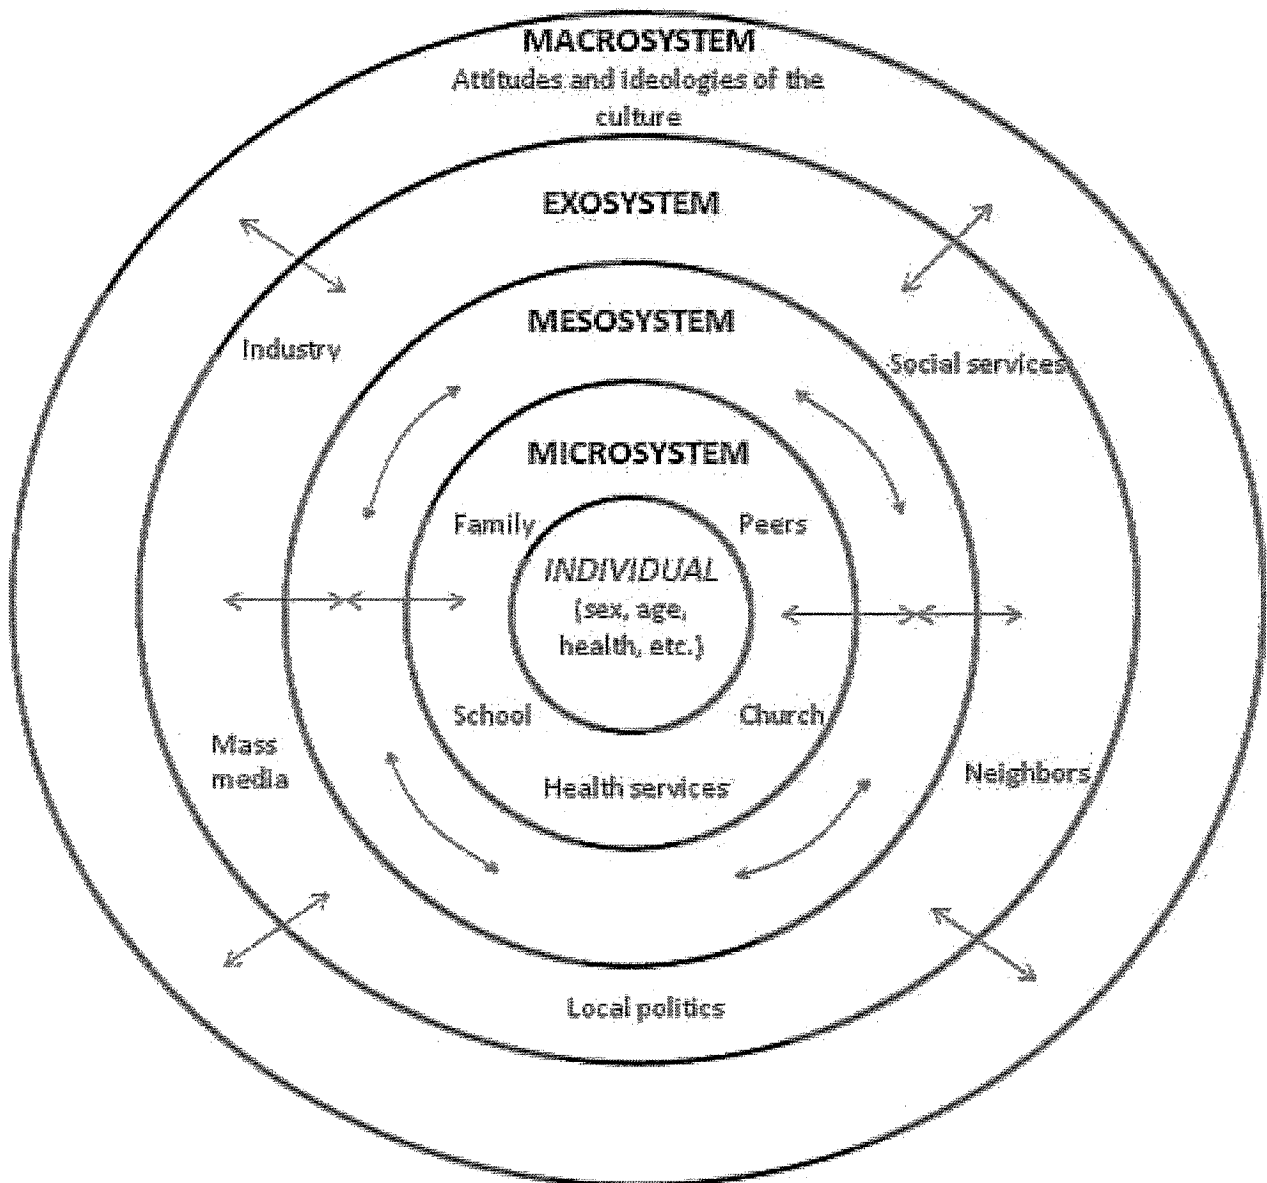 MACROSYSTEM
Attitudes and ideologies of the
culture
EXOSYSTEM
MESOSYSTEM
Industry
Social services
MICROSYSTEM
Family
Peers
INDIVIDUAL
(sex, age,
health, etc.)
School
Church
Mass
media
Health services
Neighbors
Local politics